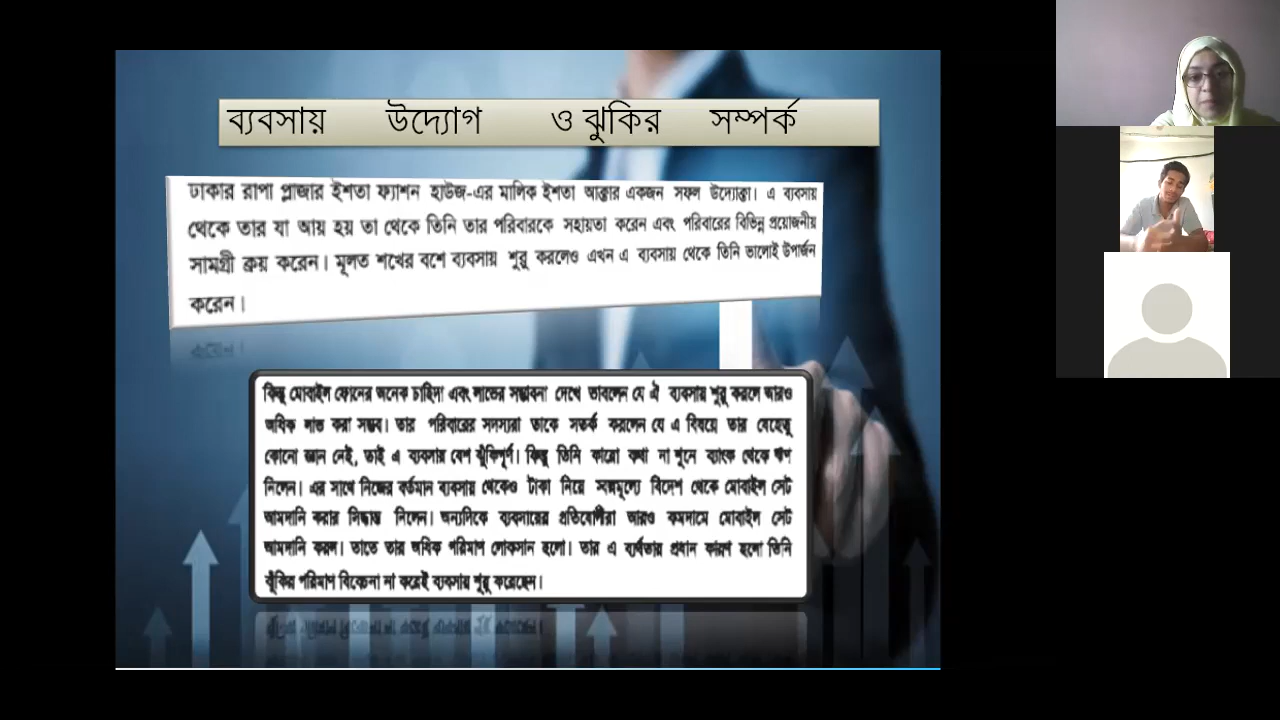 ব্যবসায় উদ্যোগ ও ঝুকির সম্পর্ক
ঢাকার রাপা প্লাজার ইশতা ফ্যাশন হাউজ-এর মালিক ইশতা আক্তার একজন সফল উদ্যোক্তা। এ ব্যবসায়
থেকে তার যা আয় হয় তা থেকে তিনি তার পরিবারকে সহায়তা করেন এবং পরিবারের বিভিন্ন প্রয়োজনীয়
সামগ্রী ক্রয় করেন। মূলত শখের বশে ব্যবসায় শুরু করলেও এখন এ ব্যবসায় থেকে তিনি ভালোই উপার্জন
করেন।
কিন্তু মোবাইল ফোনের অনেক চাহিদা এবং লাভের সম্ভাবনা দেখে ভাবলেন যে ঐ ব্যবসায় শুরু করলে আরও
অধিক লাভ করা সম্ভব। তার পরিবারের সদস্যরা তাকে সতর্ক করলেন যে এ বিষয়ে তার যেহেতু
কোনো জ্ঞান নেই, তাই এ ব্যবসায় বেশ ঝুঁকিপূর্ণ। কিন্তু তিনি কারো কথা না শুনে ব্যাংক থেকে ঋণ
নিলেন। এর সাথে নিজের বর্তমান ব্যবসায় থেকেও টাকা নিয়ে স্বল্পমূল্যে বিদেশ থেকে মোবাইল সেট
আমদানি করার সিদ্ধান্ত নিলেন। অন্যদিকে ব্যবসায়ের প্রতিযোগীরা আরও কমদামে মোবাইল সেট
আমদানি করল। তাতে তার অধিক পরিমাণ লোকসান হলো। তার এ ব্যর্থতার প্রধান কারণ হলো তিনি
ঝুঁকির পরিমাণ বিবেচনা না করেই ব্যবসায় শুরু করেছেন।